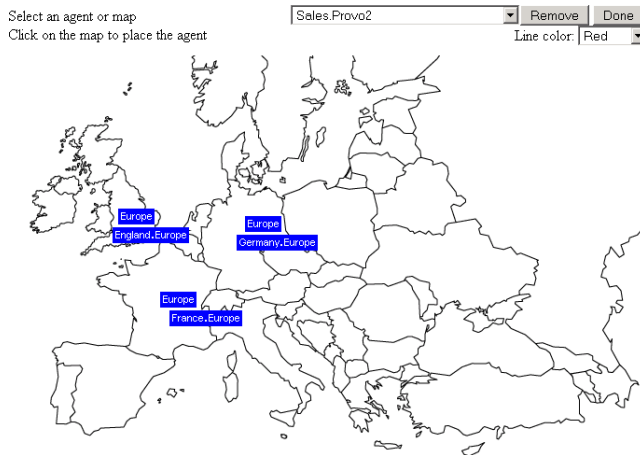 Select an agent or map
Sales.Provo2
Remove
Done
Click on the map to place the agent
Line color:
Red
Europe
England.Europe
Europe
Germany.Europe
Europe
France.Europe